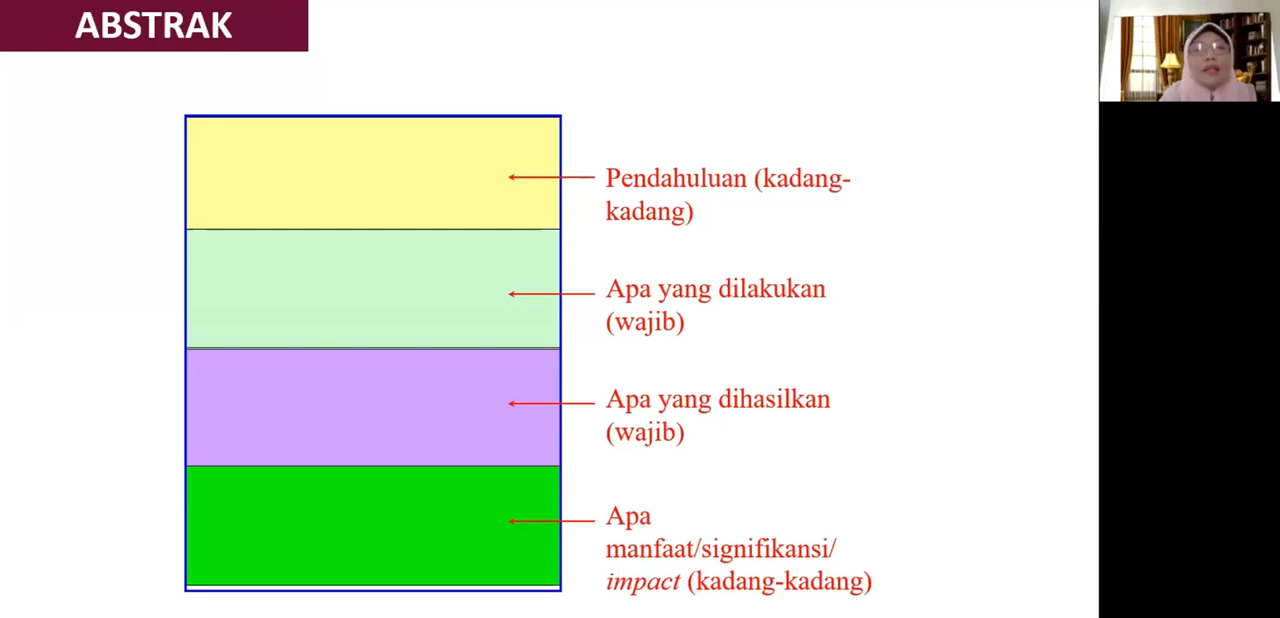 ABSTRAK
Pendahuluan (kadang-
kadang)
Apa yang dilakukan
(wajib)
Apa yang dihasilkan
(wajib)
Apa
manfaat/signifikansi/
impact (kadang-kadang)